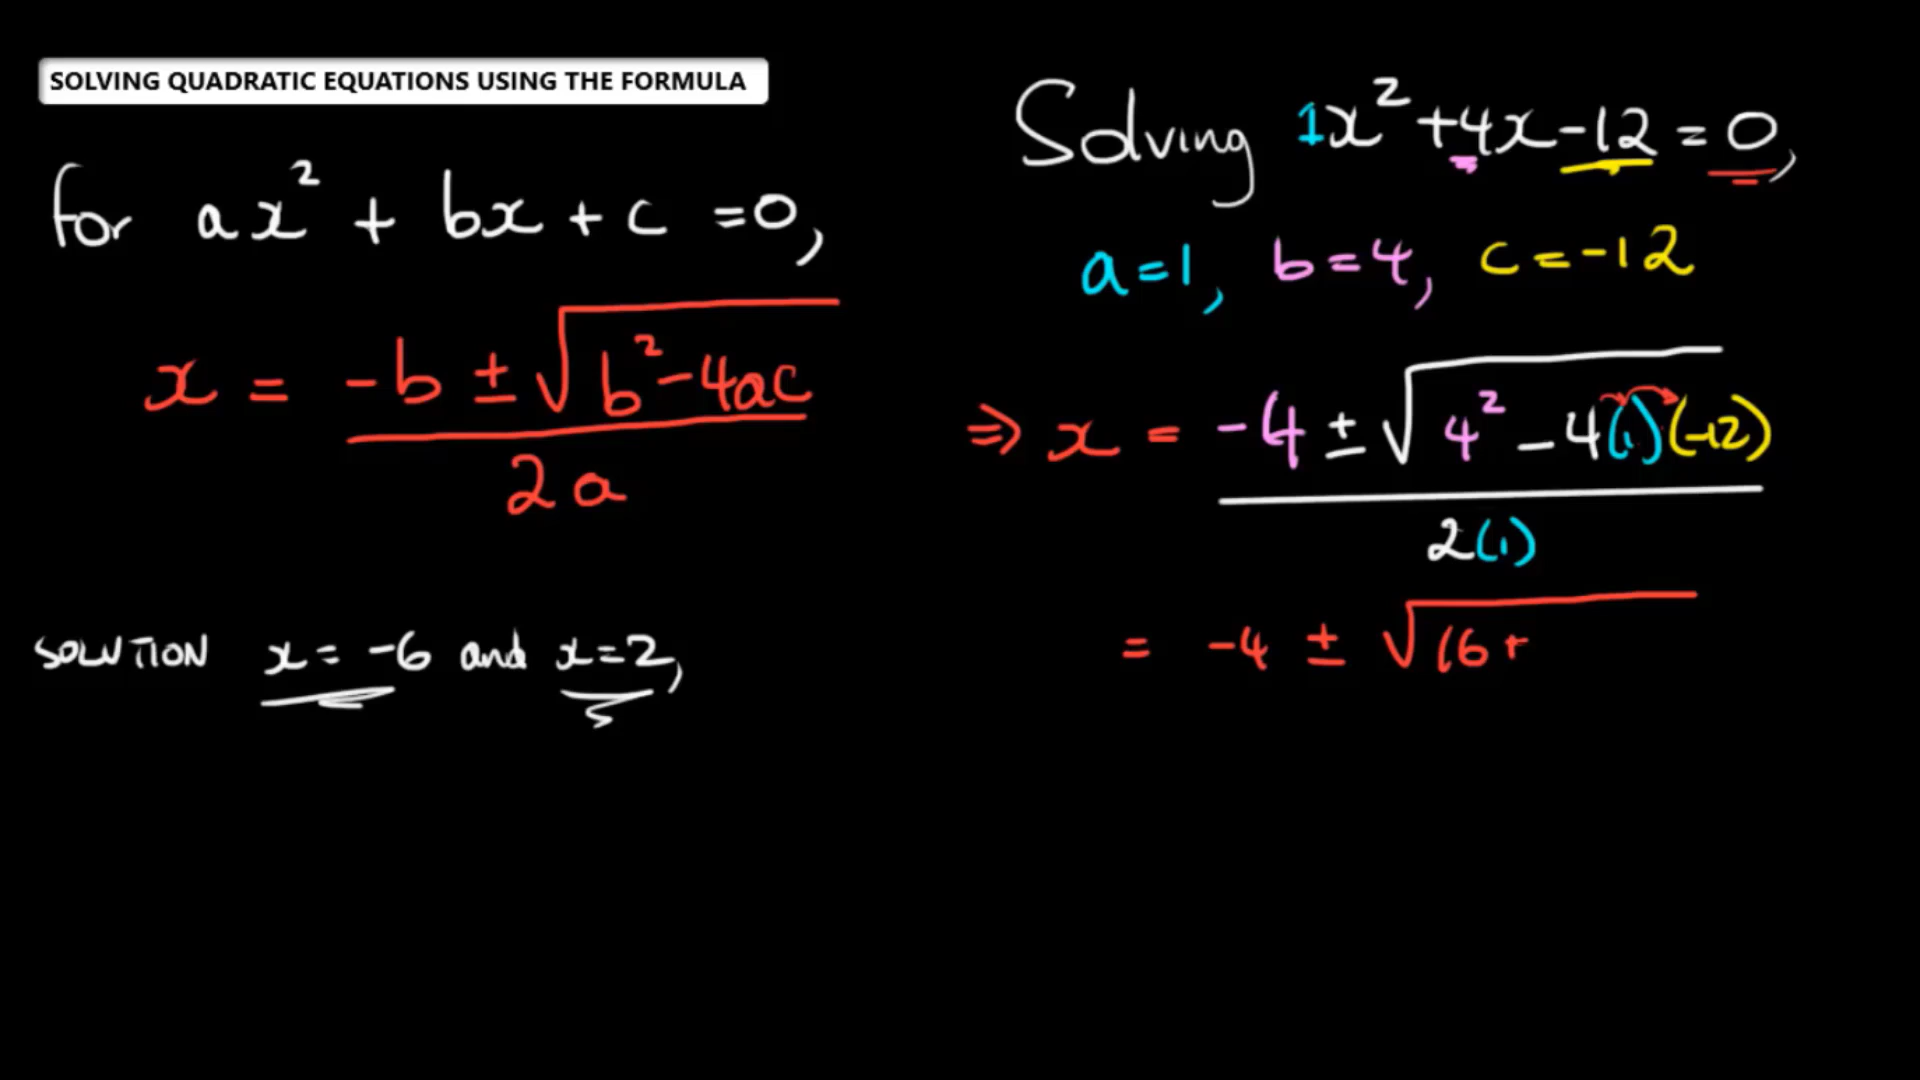 SOLVING QUADRATIC EQUATIONS USING THE FORMULA
for ax² + bx + c = 0,
x = -b ± √b² - 4ac
2a
SOLUTION x = -6 and x = 2,
Solving 1x² + 4x - 12 = 0,
a = 1, b = 4, c = -12
⇒ x = -4 ± √4² - 4(1)(-12)
2(1)
= -4 ± √16 +